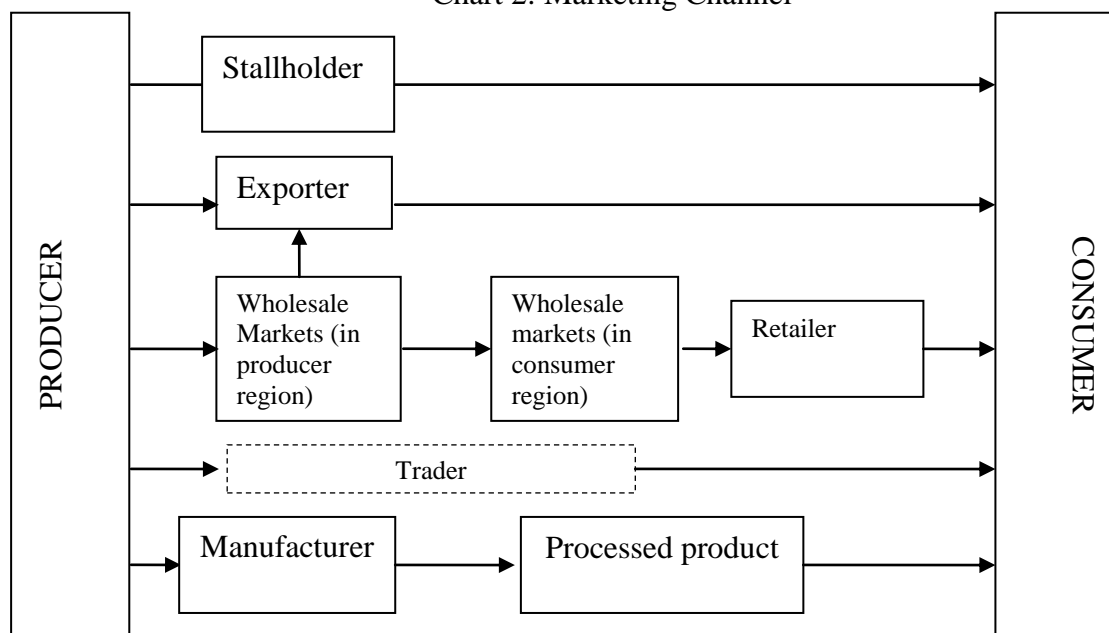 Chart 2: Marketing Channel
Stallholder
Exporter
PRODUCER
CONSUMER
Wholesale
Markets (in
producer
region)
Wholesale
markets (in
consumer
region)
Retailer
Trader
Manufacturer
Processed product